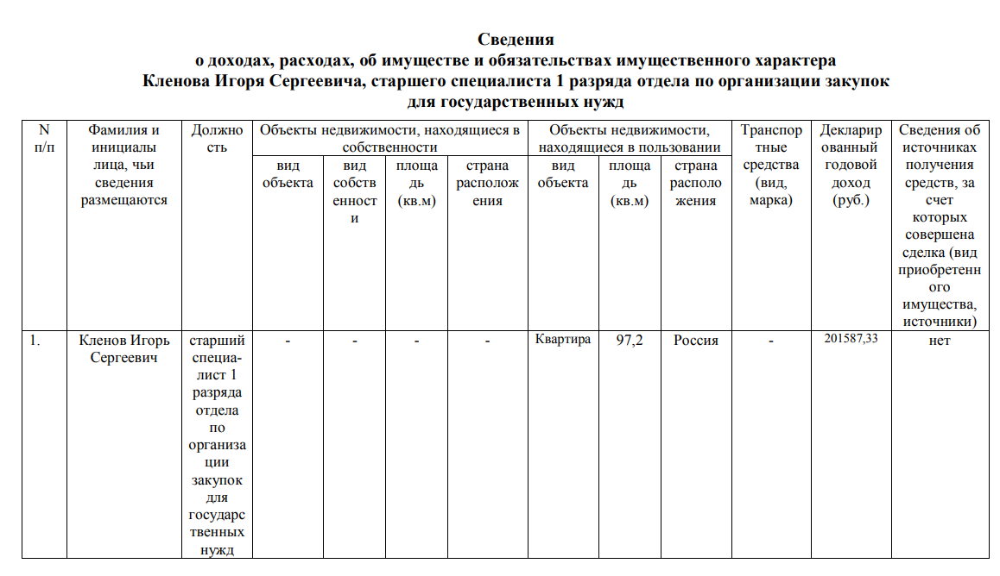 Сведения
о доходах, расходах, об имуществе и обязательствах имущественного характера
Кленова Игоря Сергеевича, старшего специалиста 1 разряда отдела по организации закупок
для государственных нужд
N
п/п
Фамилия и
инициалы
лица, чьи
сведения
размещаются
Должно
сть
Объекты недвижимости, находящиеся в
собственности
вид
объекта
вид
собств
енност
и
площа
дь
(кв.м)
страна
располож
ения
Объекты недвижимости,
находящиеся в пользовании
вид
объекта
площа
дь
(кв.м)
страна
располо
жения
Транспор
тные
средства
(вид,
марка)
Деклалир
ованный
годовой
доход
(руб.)
Сведения об
источниках
получения
средств, за
счет
которых
совершена
сделка (вид
приобретенн
ого
имущества,
источники)
1.
Кленов Игорь
Сергеевич
старший
специа-
лист 1
разряда
отдела
по
организа
ции
закупок
для
государс
твенных
нужд
-
-
-
-
Квартира
97,2
Россия
-
201587,33
нет